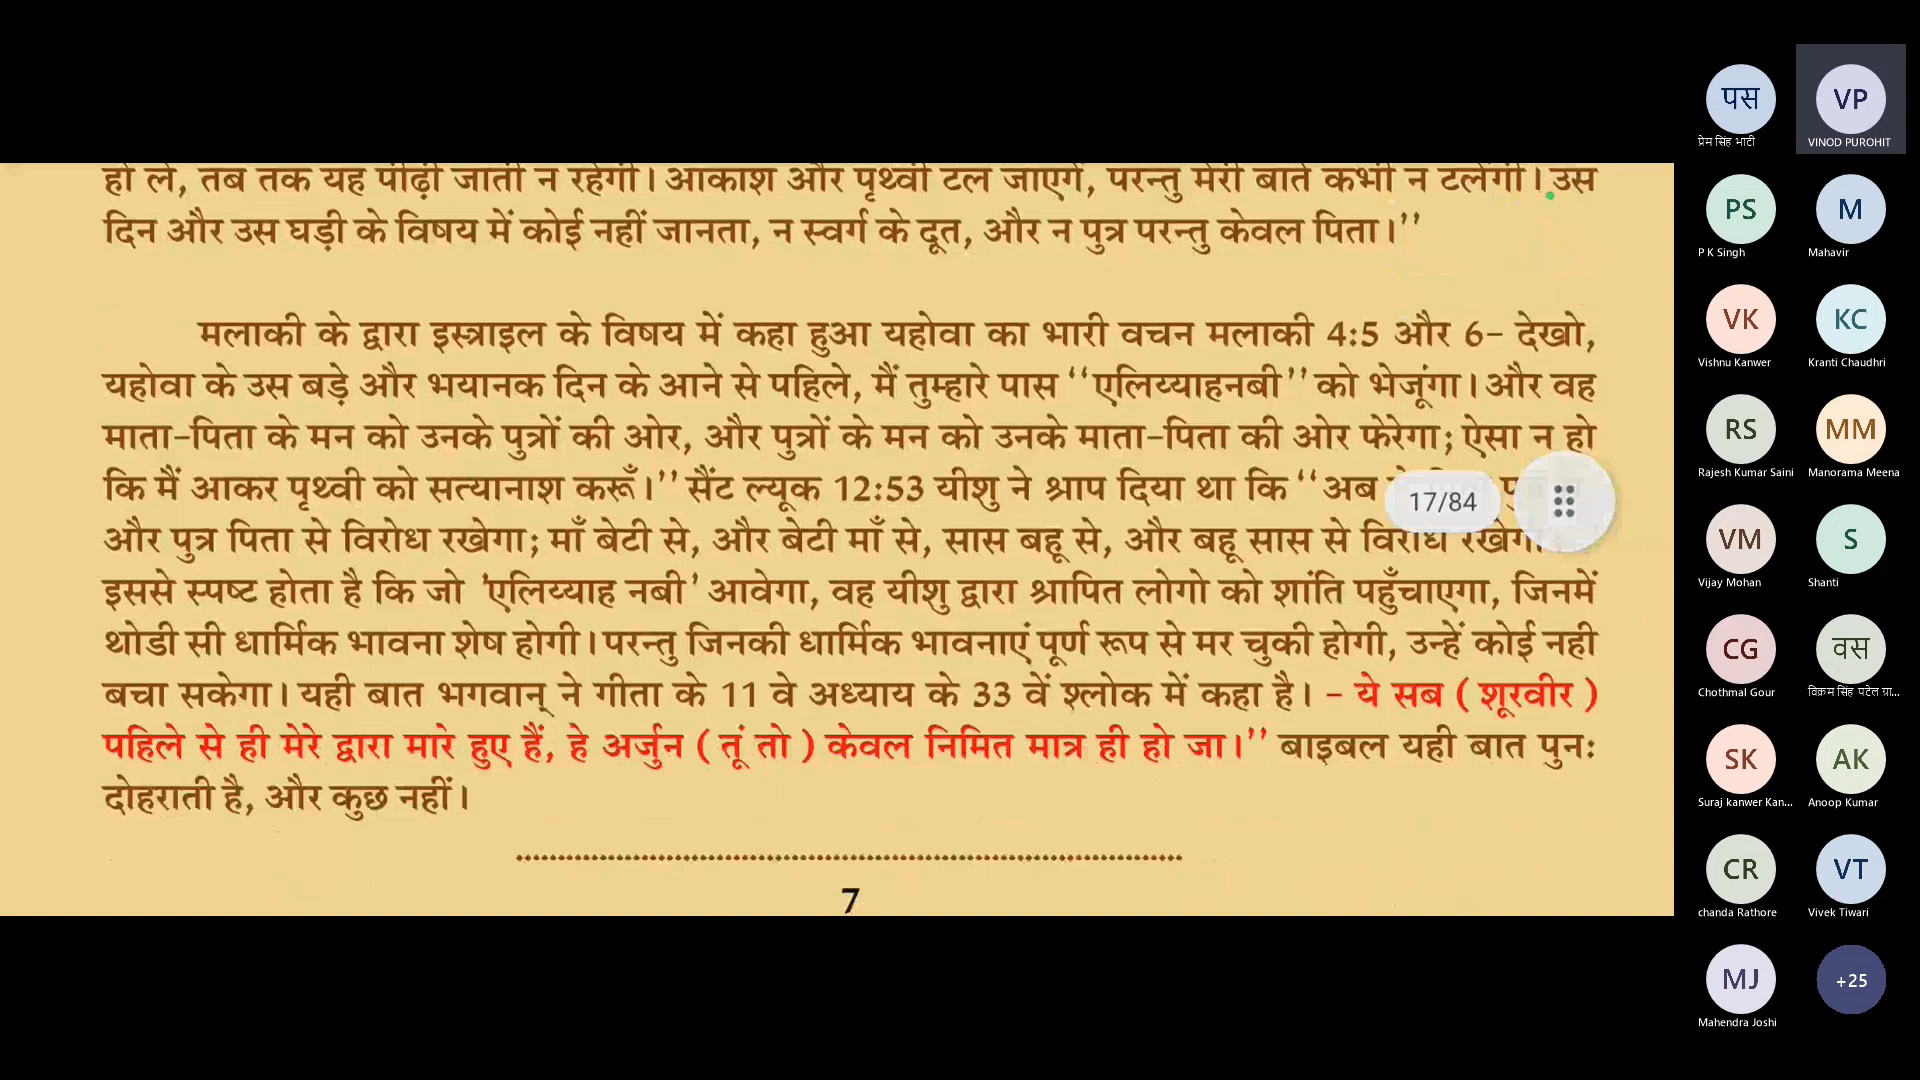 हो ले, तब तक यह पीढ़ी जाती न रहेगी। आकाश और पृथ्वी टल जाएगें, परन्तु मेरी बातें कभी न टलेंगी। उस
दिन और उस घड़ी के विषय में कोई नहीं जानता, न स्वर्ग के दूत, और न पुत्र परन्तु केवल पिता।’’
मलाकी के द्वारा इस्त्राइल के विषय में कहा हुआ यहोवा का भारी वचन मलाकी 4:5 और 6– देखो,
यहोवा के उस बड़े और भयानक दिन के आने से पहिले, मैं तुम्हारे पास ‘‘एलिय्याहनबी’’ को भेजूंगा। और वह
माता–पिता के मन को उनके पुत्रों की ओर, और पुत्रों के मन को उनके माता–पिता की ओर फेरेगा; ऐसा न हो
कि मैं आकर पृथ्वी को सत्यानाश करूँ।’’ सैंट ल्यूक 12:53 यीशु ने श्राप दिया था कि ‘‘अब
17/84
और पुत्र पिता से विरोध रखेगा; माँ बेटी से, और बेटी माँ से, सास बहू से, और बहू सास से विरोध
इससे स्पष्ट होता है कि जो 'एलिय्याह नबी' आवेगा, वह यीशु द्वारा श्रापित लोगो को शांति पहुँचाएगा, जिनमें
थोडी सी धार्मिक भावना शेष होगी। परन्तु जिनकी धार्मिक भावनाएं पूर्ण रूप से मर चुकी होगी, उन्हें कोई नही
बचा सकेगा। यही बात भगवान् ने गीता के 11 वे अध्याय के 33 वें श्लोक में कहा है। – ये सब ( शूरवीर )
पहिले से ही मेरे द्वारा मारे हुए हैं, हे अर्जुन ( तूं तो ) केवल निमित मात्र ही हो जा।’’ बाइबल यही बात पुनः
दोहराती है, और कुछ नहीं।
7
पस
प्रेम सिंह भाटी
VP
VINOD PUROHIT
PS
P K Singh
M
Mahavir
VK
Vishnu Kanwer
KC
Kranti Chaudhri
RS
Rajesh Kumar Saini
MM
Manorama Meena
VM
Vijay Mohan
S
Shanti
CG
Chothmal Gour
वस
विक्रम सिंह पटेल ग्रा...
SK
Suraj kanwer Kan...
AK
Anoop Kumar
CR
chanda Rathore
VT
Vivek Tiwari
MJ
Mahendra Joshi
+25